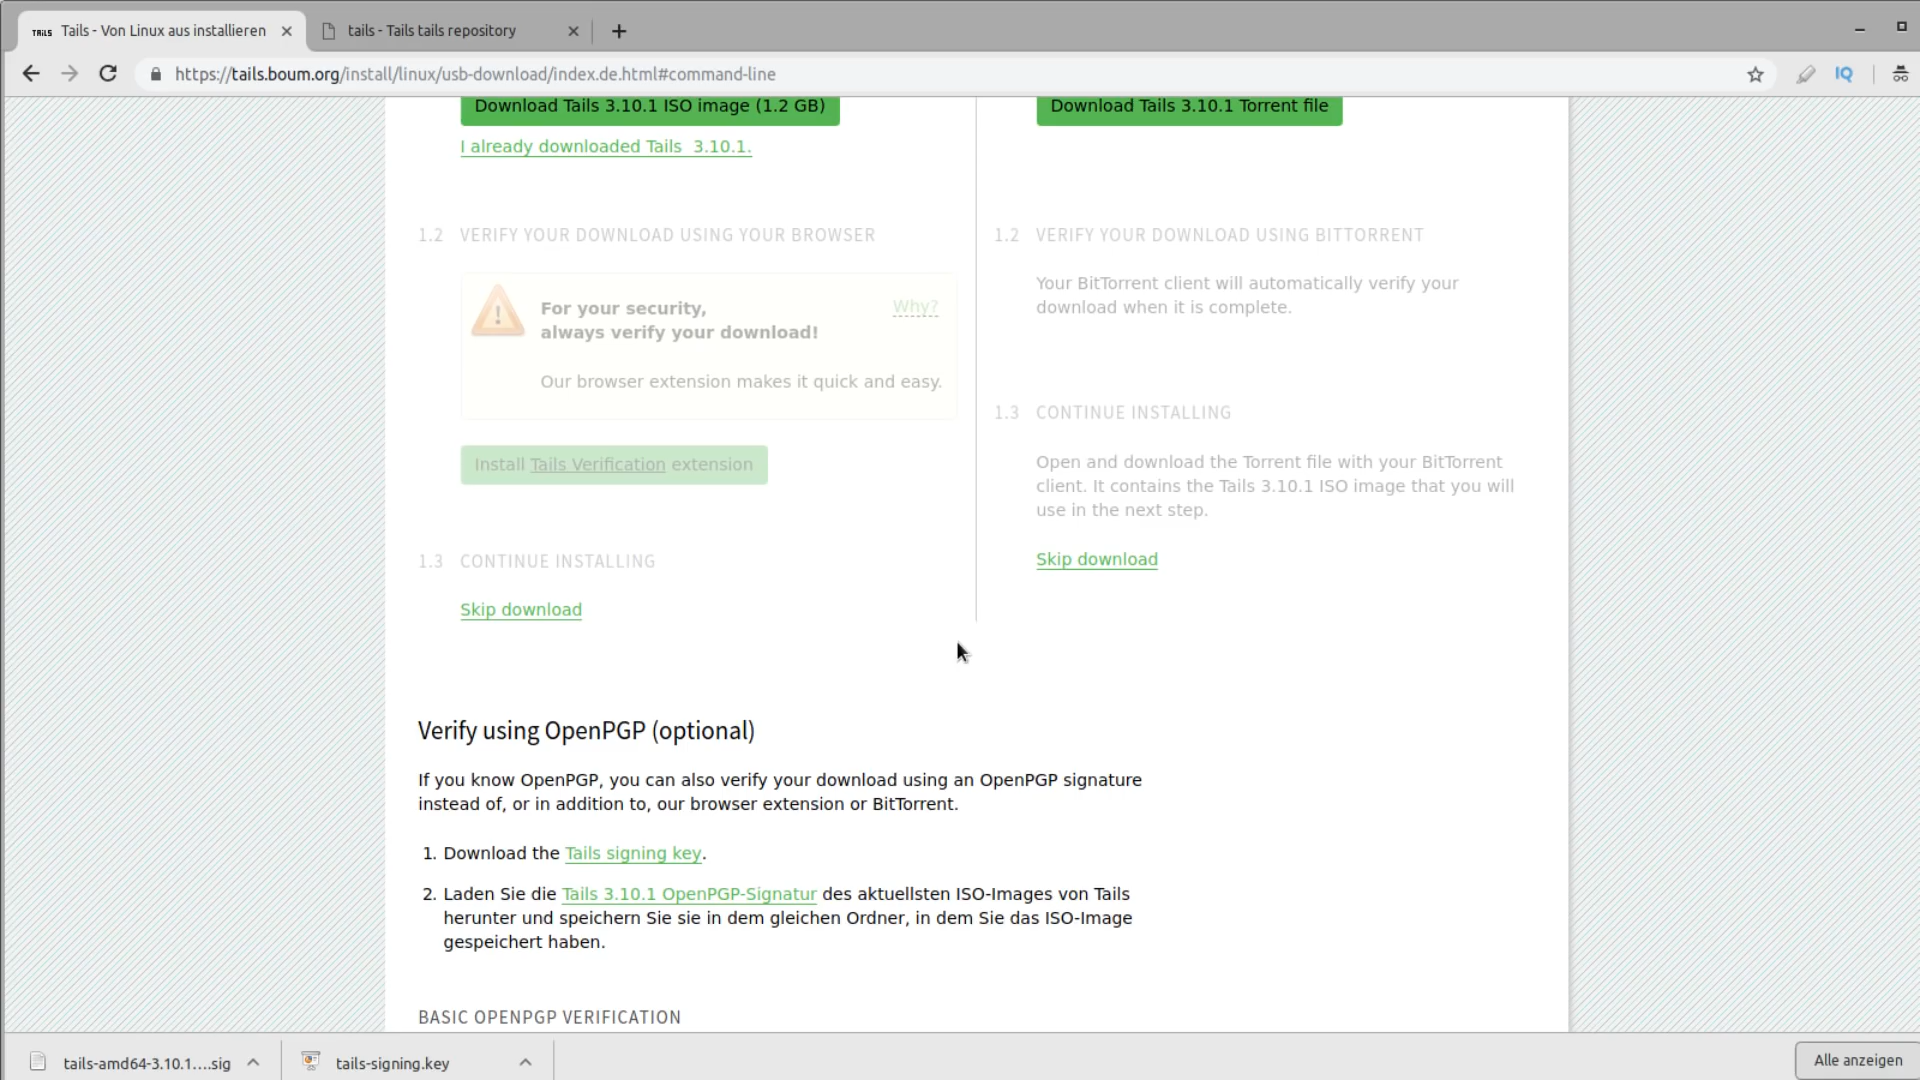 Tails - Von Linux aus installieren
tails - Tails tails repository
https://tails.boum.org/install/linux/usb-download/index.de.html#command-line
IQ
Download Tails 3.10.1 ISO image (1.2 GB)
I already downloaded Tails 3.10.1.
1.2 VERIFY YOUR DOWNLOAD USING YOUR BROWSER
For your security,
always verify your download!
Why?
Our browser extension makes it quick and easy.
Install Tails Verification extension
1.3 CONTINUE INSTALLING
Skip download
Download Tails 3.10.1 Torrent file
1.2 VERIFY YOUR DOWNLOAD USING BITTORRENT
Your BitTorrent client will automatically verify your
download when it is complete.
1.3 CONTINUE INSTALLING
Open and download the Torrent file with your BitTorrent
client. It contains the Tails 3.10.1 ISO image that you will
use in the next step.
Skip download
Verify using OpenPGP (optional)
If you know OpenPGP, you can also verify your download using an OpenPGP signature
instead of, or in addition to, our browser extension or BitTorrent.
1. Download the Tails signing key.
2. Laden Sie die Tails 3.10.1 OpenPGP-Signatur des aktuellsten ISO-Images von Tails
herunter und speichern Sie sie in dem gleichen Ordner, in dem Sie das ISO-Image
gespeichert haben.
BASIC OPENPGP VERIFICATION
tails-amd64-3.10.1....sig
tails-signing.key
Alle anzeigen